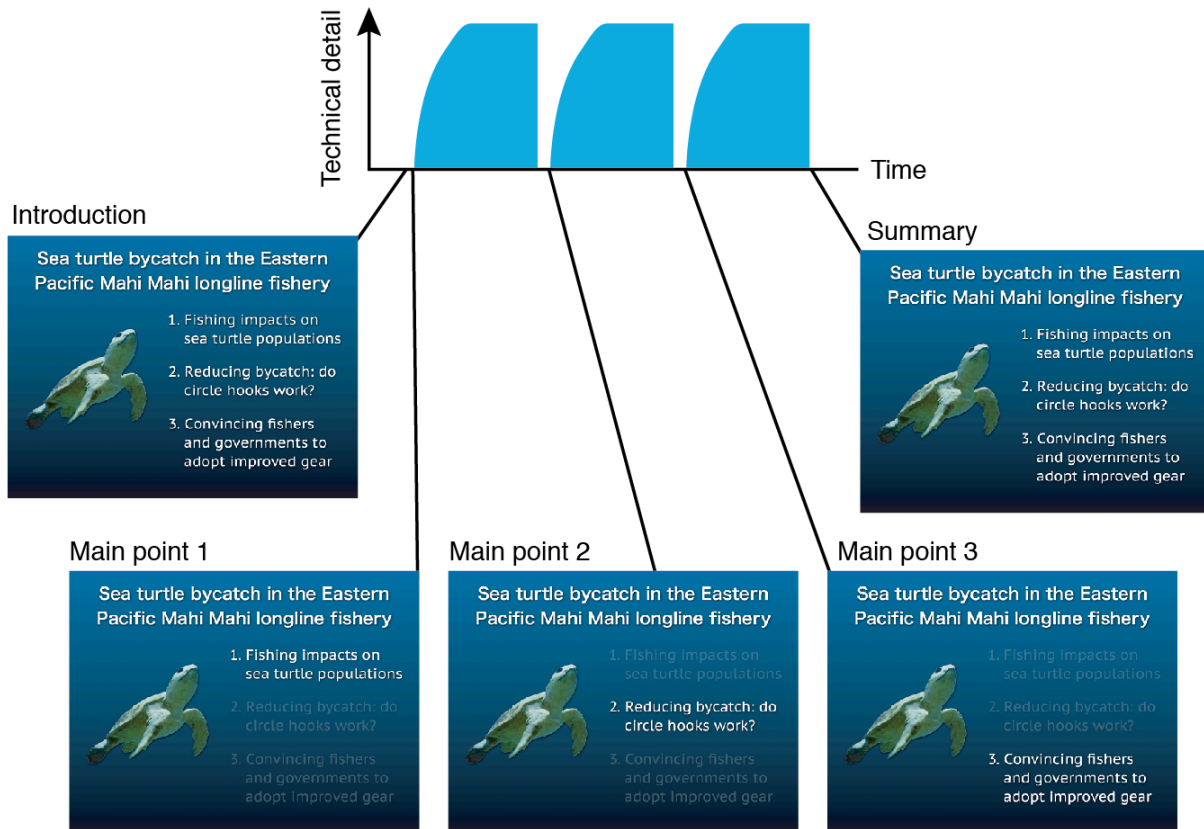 Technical detail
Time
Introduction
Sea turtle bycatch in the Eastern
Pacific Mahi Mahi longline fishery
1. Fishing impacts on
sea turtle populations
2. Reducing bycatch: do
circle hooks work?
3. Convincing fishers
and governments to
adopt improved gear
Summary
Sea turtle bycatch in the Eastern
Pacific Mahi Mahi longline fishery
1. Fishing impacts on
sea turtle populations
2. Reducing bycatch: do
circle hooks work?
3. Convincing fishers
and governments to
adopt improved gear
Main point 1
Sea turtle bycatch in the Eastern
Pacific Mahi Mahi longline fishery
1. Fishing impacts on
sea turtle populations
2. Reducing bycatch: do
circle hooks work?
3. Convincing fishers
and governments to
adopt improved gear
Main point 2
Sea turtle bycatch in the Eastern
Pacific Mahi Mahi longline fishery
1. Fishing impacts on
sea turtle populations
2. Reducing bycatch: do
circle hooks work?
3. Convincing fishers
and governments to
adopt improved gear
Main point 3
Sea turtle bycatch in the Eastern
Pacific Mahi Mahi longline fishery
1. Fishing impacts on
sea turtle populations
2. Reducing bycatch: do
circle hooks work?
3. Convincing fishers
and governments to
adopt improved gear